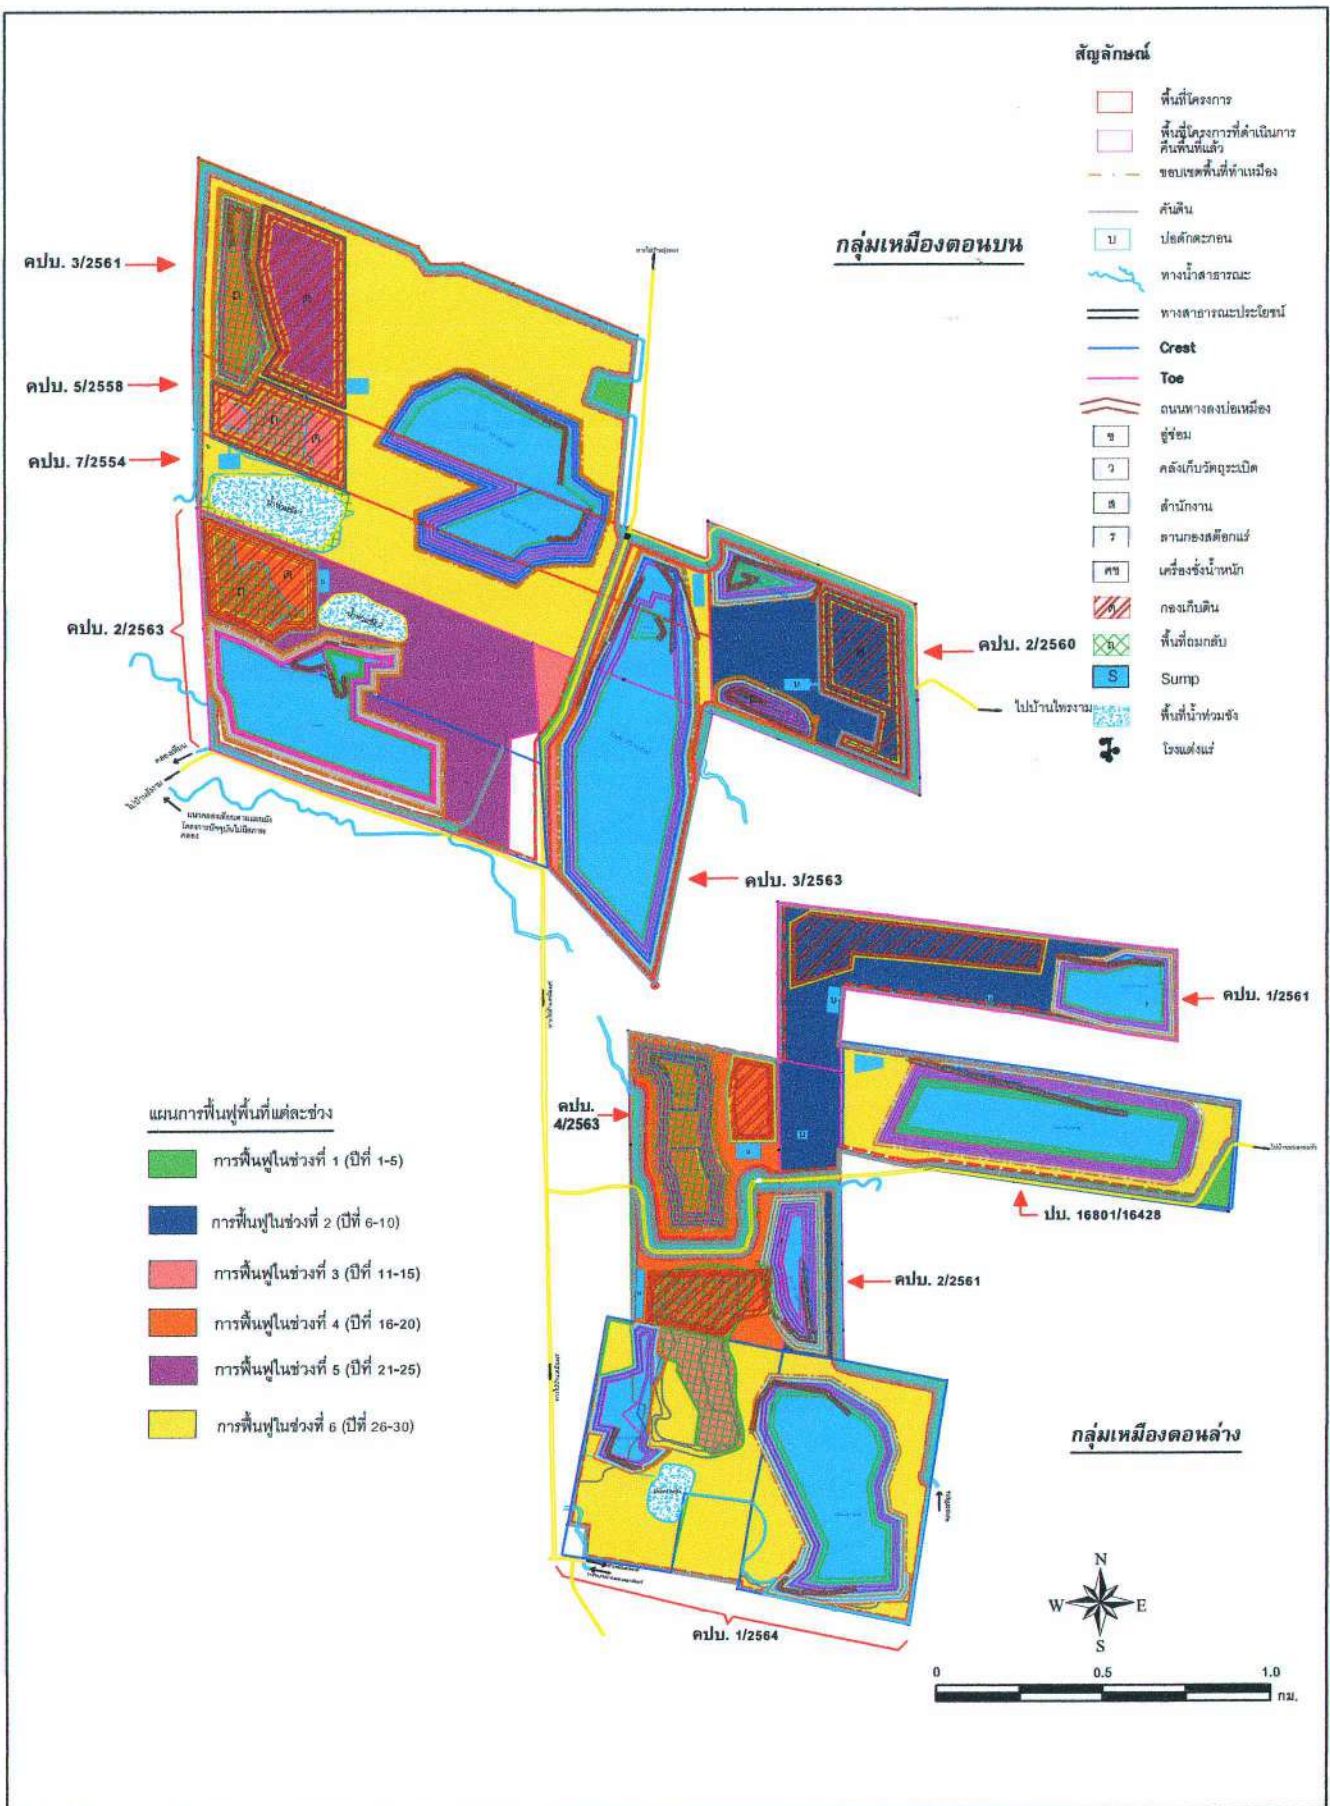 สัญลักษณ์
พื้นที่โครงการ
พื้นที่โครงการที่ดำเนินการ
คืนพื้นที่แล้ว
ขอบเขตพื้นที่ทำเหมือง
คันดิน
บ
บ่อดักตะกอน
ทางน้ำสาธารณะ
ทางสาธารณะประโยชน์
Crest
Toe
ถนนทางลงบ่อเหมือง
ซ
อู่ซ่อม
ว
คลังเก็บวัตถุระเบิด
ส
สำนักงาน
ร
ลานกองสต๊อกแร่
ศช
เครื่องชั่งน้ำหนัก
ด
กองเก็บดิน
ถ
พื้นที่ถมกลับ
S
Sump
พื้นที่น้ำท่วมขัง
โรงแต่งแร่
กลุ่มเหมืองตอนบน
คปบ. 3/2561
คปบ. 5/2558
คปบ. 7/2554
คปบ. 2/2563
คปบ. 2/2560
ไปบ้านไทรงาม
คปบ. 3/2563
คปบ. 1/2561
คปบ.
4/2563
ปบ. 16801/16428
คปบ. 2/2561
คปบ. 1/2564
แผนการฟื้นฟูพื้นที่แต่ละช่วง
การฟื้นฟูในช่วงที่ 1 (ปีที่ 1-5)
การฟื้นฟูในช่วงที่ 2 (ปีที่ 6-10)
การฟื้นฟูในช่วงที่ 3 (ปีที่ 11-15)
การฟื้นฟูในช่วงที่ 4 (ปีที่ 16-20)
การฟื้นฟูในช่วงที่ 5 (ปีที่ 21-25)
การฟื้นฟูในช่วงที่ 6 (ปีที่ 26-30)
กลุ่มเหมืองตอนล่าง
N
W E
S
0 0.5 1.0
กม.